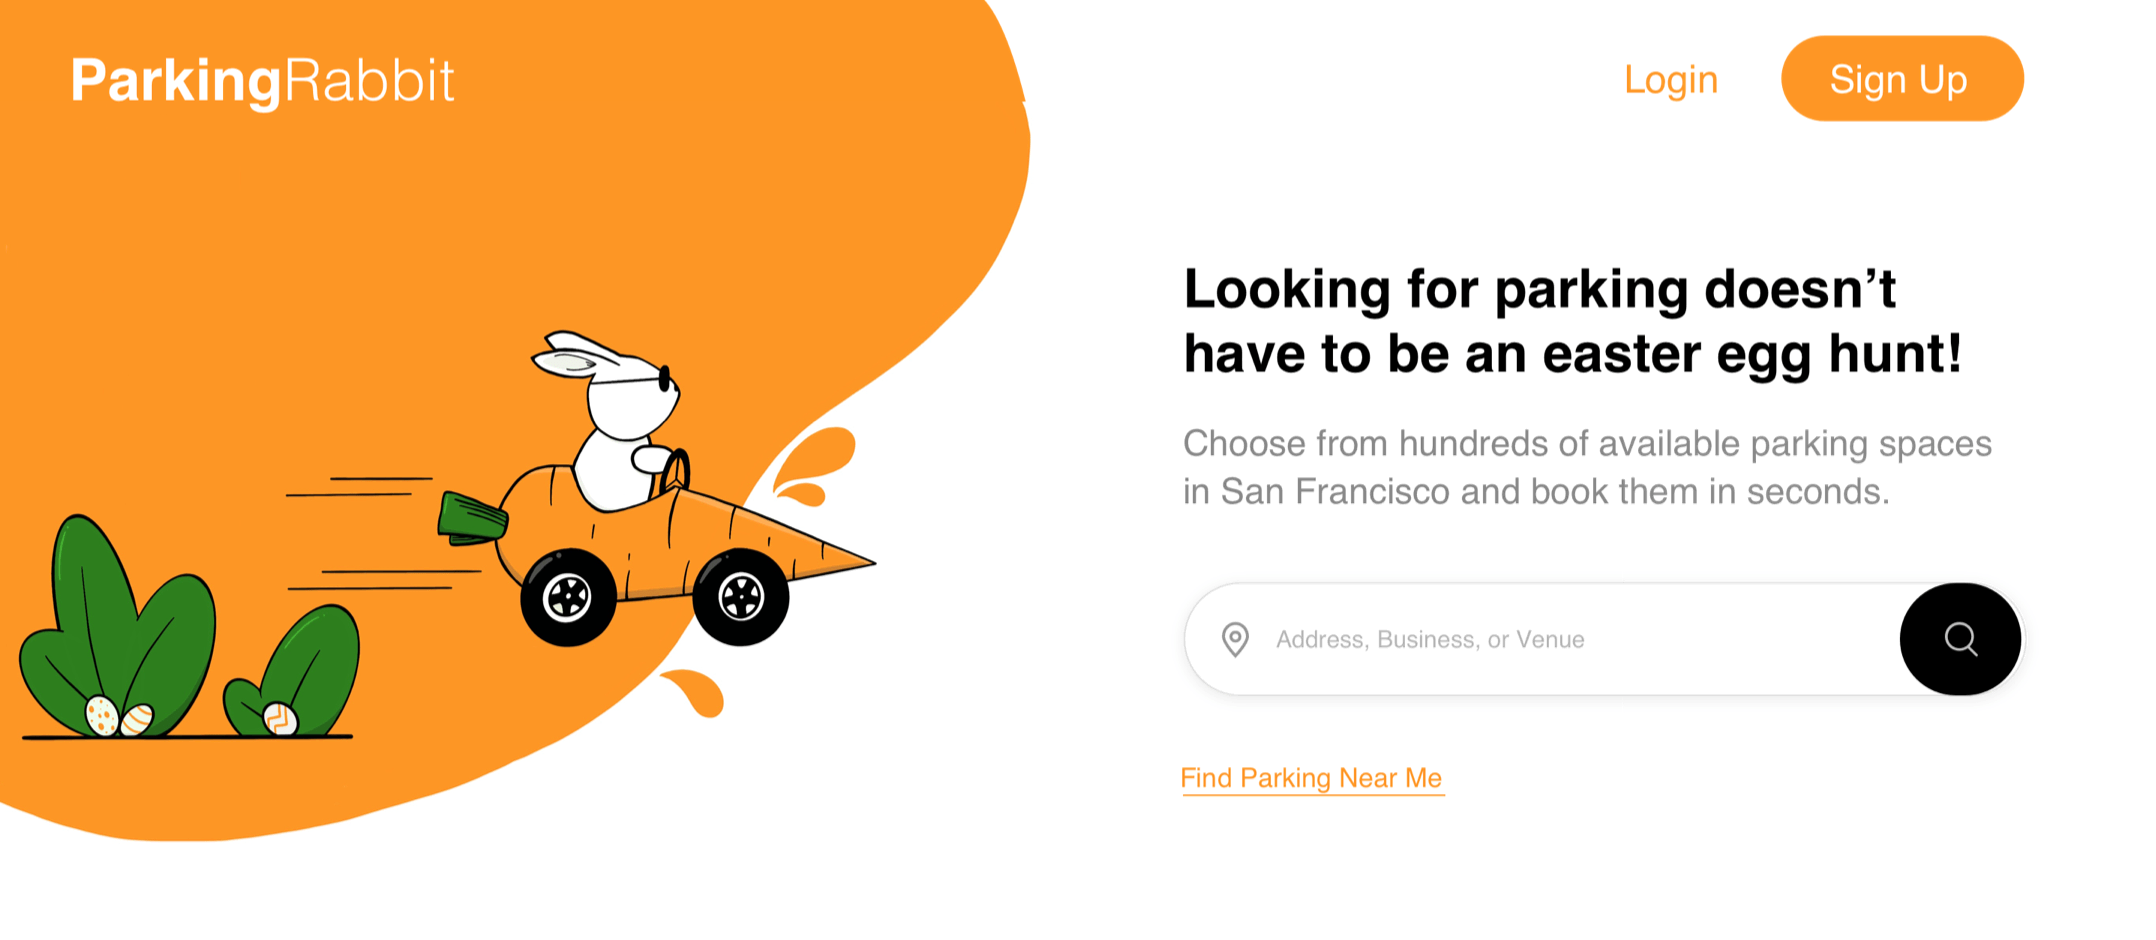 ParkingRabbit
Login
Sign Up
Looking for parking doesn’t
have to be an easter egg hunt!
Choose from hundreds of available parking spaces
in San Francisco and book them in seconds.
Address, Business, or Venue
Find Parking Near Me